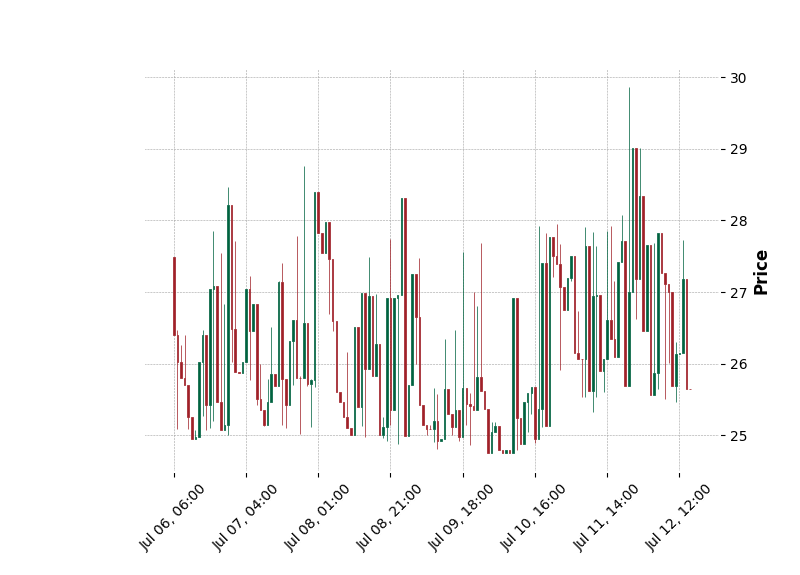 30
29
28
27
26
25
Price
Jul 06, 06:00
Jul 07, 04:00
Jul 08, 01:00
Jul 08, 21:00
Jul 09, 18:00
Jul 10, 16:00
Jul 11, 14:00
Jul 12, 12:00